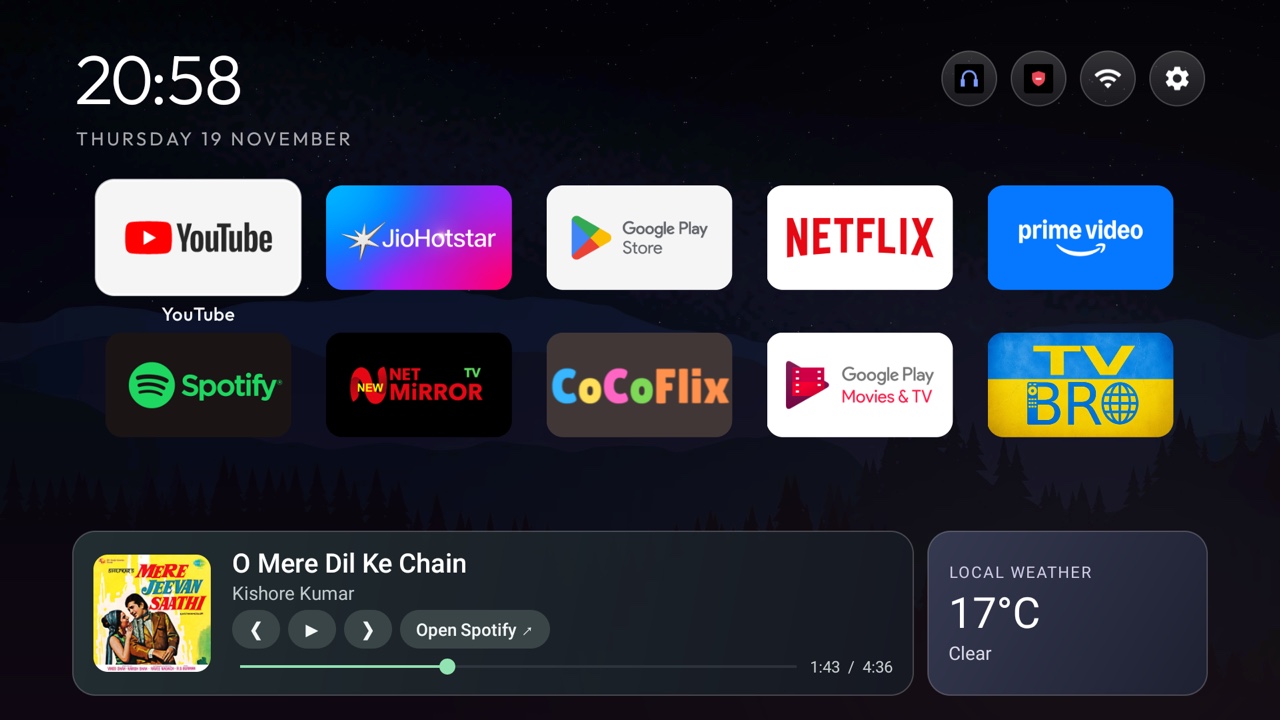 20:58
THURSDAY 19 NOVEMBER
YouTube
JioHotstar
Google Play
Store
NETFLIX
prime video
YouTube
Spotify
NEW
NET
MiRROR
TV
CoCoFlix
Google Play
Movies & TV
TV
BRO
MERE
JEEVAN
SAATHI
O Mere Dil Ke Chain
Kishore Kumar
Open Spotify ↗
1:43 / 4:36
LOCAL WEATHER
17°C
Clear